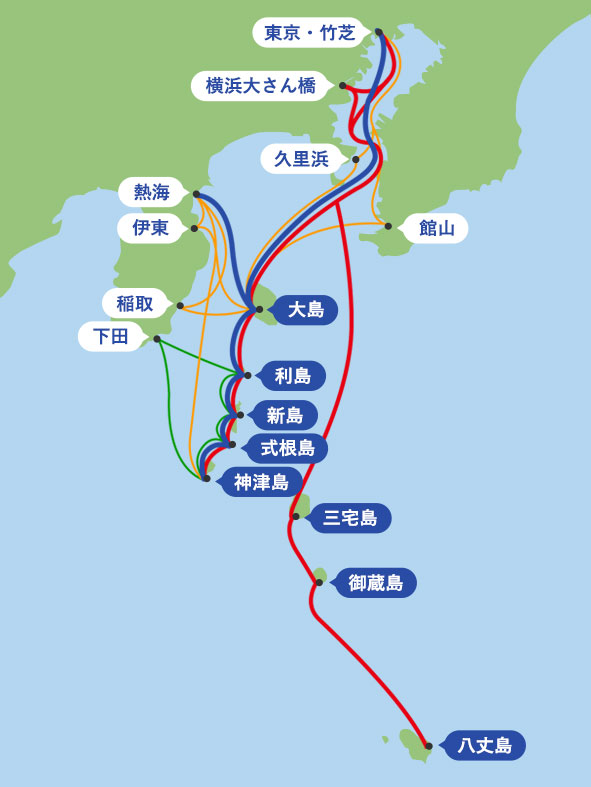 東京・竹芝
横浜大さん橋
久里浜
熱海
伊東
館山
稲取
大島
下田
利島
新島
式根島
神津島
三宅島
御蔵島
八丈島